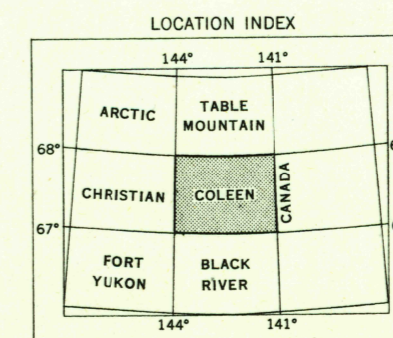 LOCATION INDEX
144° 141°
ARCTIC TABLE
MOUNTAIN
68°
CHRISTIAN COLEEN CANADA
67°
FORT BLACK
YUKON RIVER
144° 141°